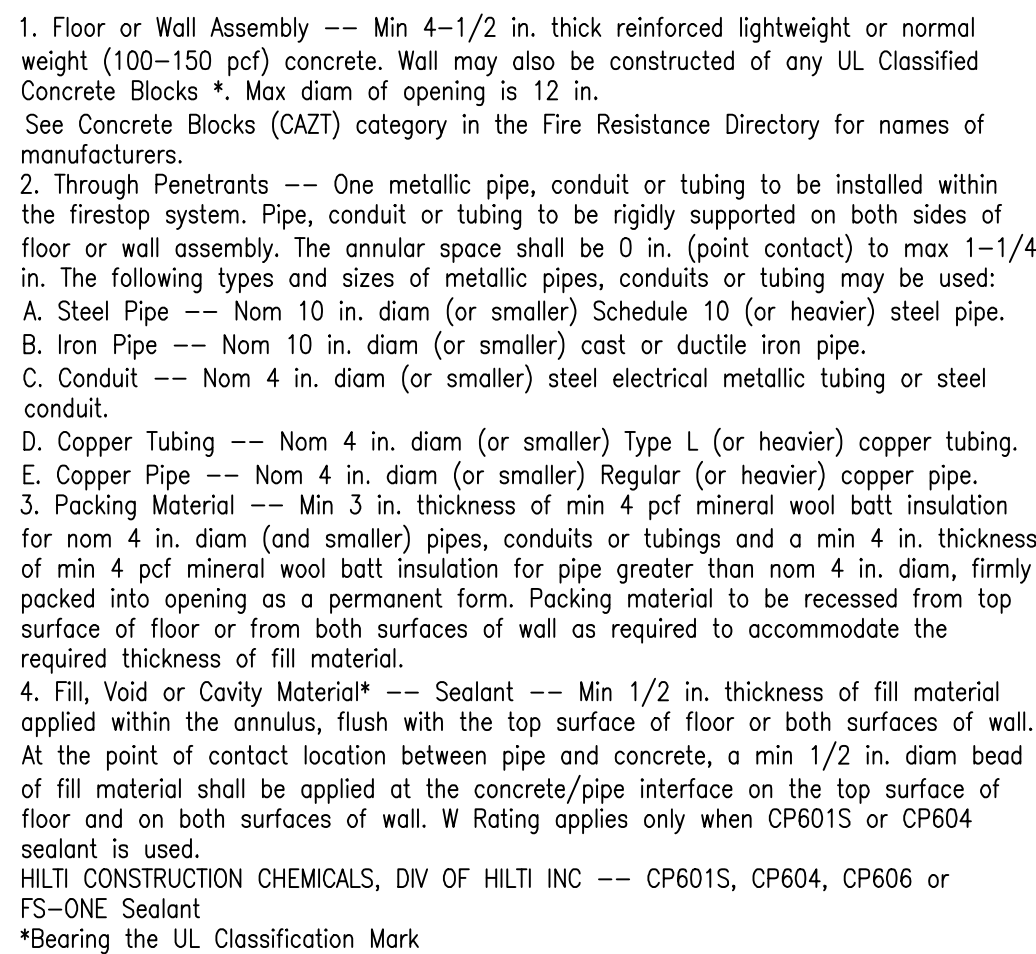 1. Floor or Wall Assembly -- Min 4-1/2 in. thick reinforced lightweight or normal
weight (100-150 pcf) concrete. Wall may also be constructed of any UL Classified
Concrete Blocks *. Max diam of opening is 12 in.
See Concrete Blocks (CAZT) category in the Fire Resistance Directory for names of
manufacturers.
2. Through Penetrants -- One metallic pipe, conduit or tubing to be installed within
the firestop system. Pipe, conduit or tubing to be rigidly supported on both sides of
floor or wall assembly. The annular space shall be 0 in. (point contact) to max 1-1/4
in. The following types and sizes of metallic pipes, conduits or tubing may be used:
A. Steel Pipe -- Nom 10 in. diam (or smaller) Schedule 10 (or heavier) steel pipe.
B. Iron Pipe -- Nom 10 in. diam (or smaller) cast or ductile iron pipe.
C. Conduit -- Nom 4 in. diam (or smaller) steel electrical metallic tubing or steel
conduit.
D. Copper Tubing -- Nom 4 in. diam (or smaller) Type L (or heavier) copper tubing.
E. Copper Pipe -- Nom 4 in. diam (or smaller) Regular (or heavier) copper pipe.
3. Packing Material -- Min 3 in. thickness of min 4 pcf mineral wool batt insulation
for nom 4 in. diam (and smaller) pipes, conduits or tubings and a min 4 in. thickness
of min 4 pcf mineral wool batt insulation for pipe greater than nom 4 in. diam, firmly
packed into opening as a permanent form. Packing material to be recessed from top
surface of floor or from both surfaces of wall as required to accommodate the
required thickness of fill material.
4. Fill, Void or Cavity Material* -- Sealant -- Min 1/2 in. thickness of fill material
applied within the annulus, flush with the top surface of floor or both surfaces of wall.
At the point of contact location between pipe and concrete, a min 1/2 in. diam bead
of fill material shall be applied at the concrete/pipe interface on the top surface of
floor and on both surfaces of wall. W Rating applies only when CP601S or CP604
sealant is used.
HILTI CONSTRUCTION CHEMICALS, DIV OF HILTI INC -- CP601S, CP604, CP606 or
FS-ONE Sealant
*Bearing the UL Classification Mark